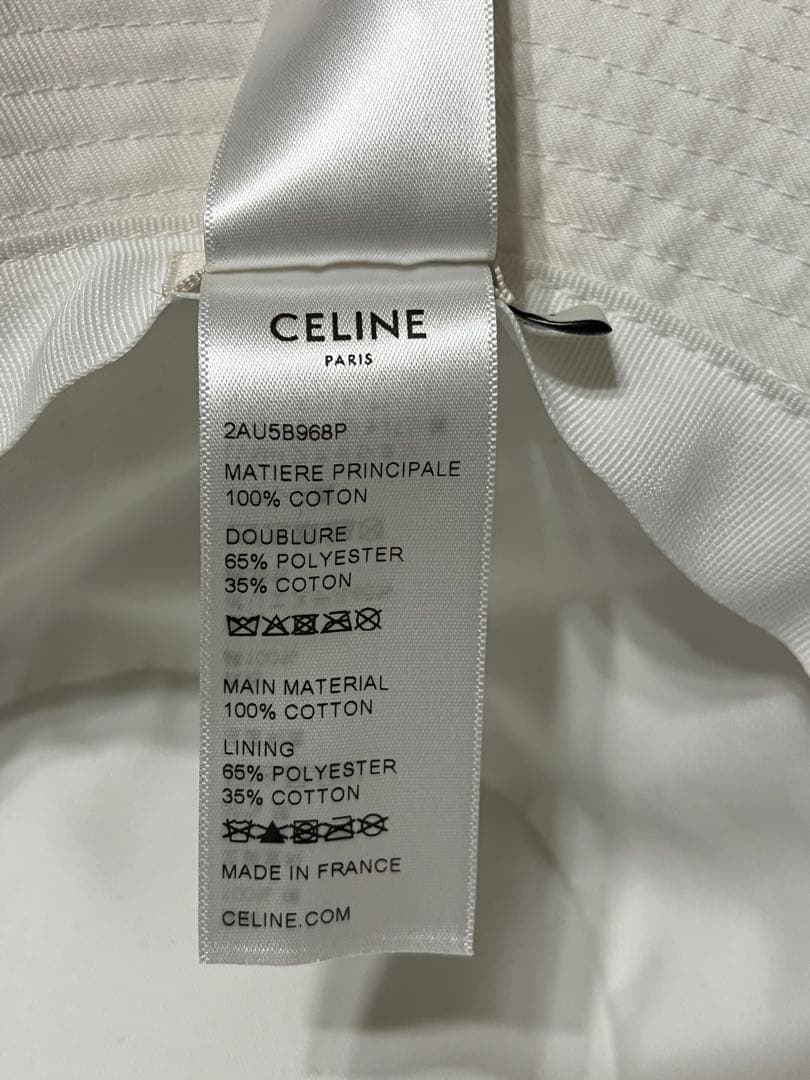 CELINE
PARIS
2AU5B968P
MATIERE PRINCIPALE
100% COTON
DOUBLURE
65% POLYESTER
35% COTON
MAIN MATERIAL
100% COTTON
LINING
65% POLYESTER
35% COTTON
MADE IN FRANCE
CELINE.COM